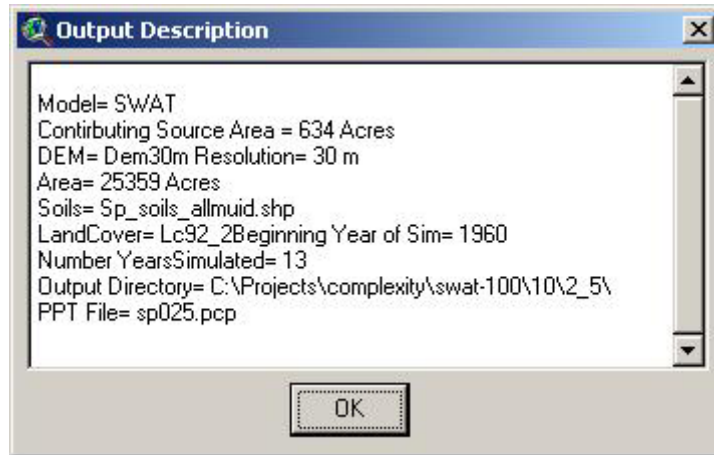 Output Description
Model= SWAT
Contirbuting Source Area = 634 Acres
DEM= Dem30m Resolution= 30 m
Area= 25359 Acres
Soils= Sp_soils_allmuid.shp
LandCover= Lc92_2Beginning Year of Sim= 1960
Number YearsSimulated= 13
Output Directory= C:\Projects\complexity\swat-100\10\2_5\
PPT File= sp025.pcp
OK